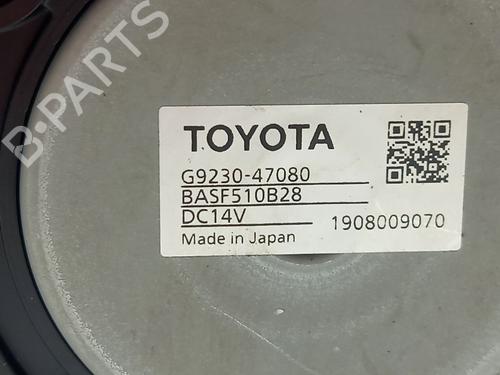 B-PARTS
TOYOTA
G9230-47080
BASF510B28
DC14V
Made in Japan
1908009070